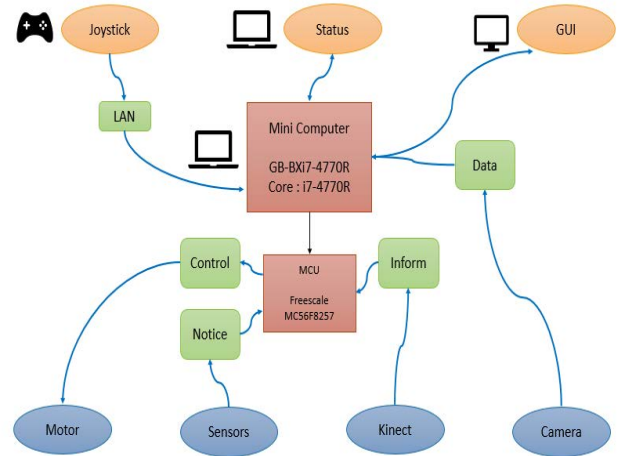 Joystick
Status
GUI
LAN
Mini Computer
GB-BXi7-4770R
Core : i7-4770R
Data
Control
MCU
Freescale
MC56F8257
Inform
Notice
Motor
Sensors
Kinect
Camera